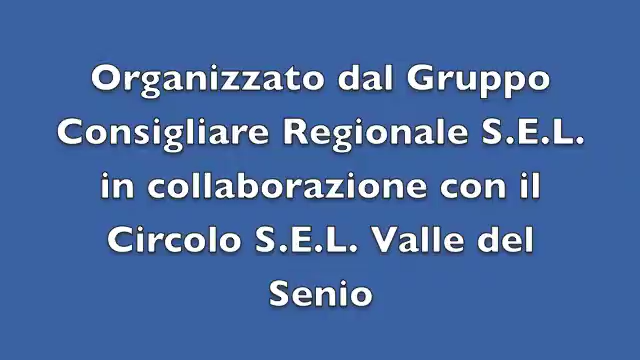 Organizzato dal Gruppo
Consigliare Regionale S.E.L.
in collaborazione con il
Circolo S.E.L. Valle del
Senio